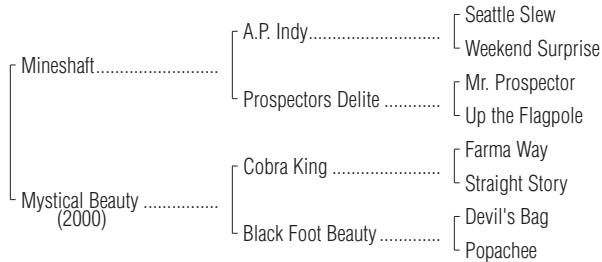 Seattle Slew
A.P. Indy..............................
Weekend Surprise
Mineshaft............................
Mr. Prospector
Prospectors Delite .............
Up the Flagpole
Farma Way
Cobra King .........................
Straight Story
Mystical Beauty .................
(2000)
Devil's Bag
Black Foot Beauty..............
Popachee